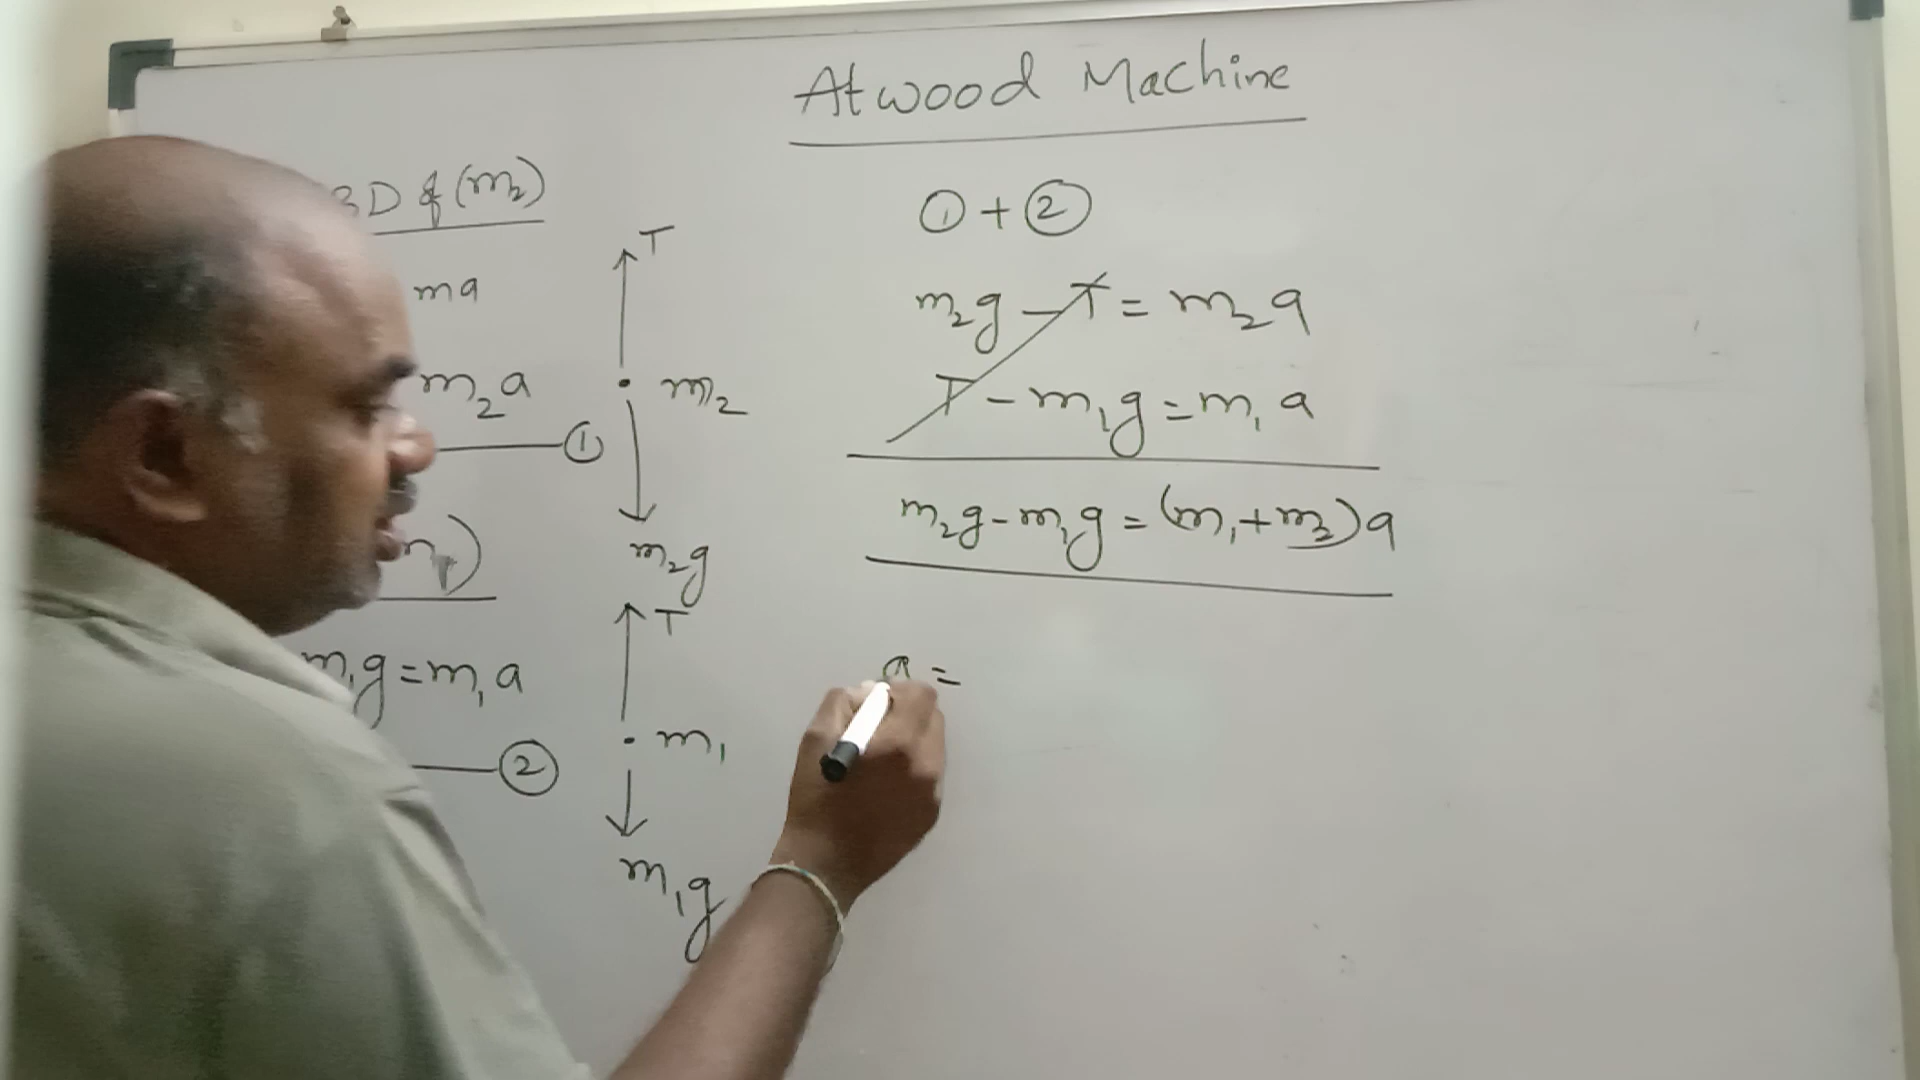 Atwood Machine
BD of (m₂)
ma
m₂a
①
T
m₂
m₂g
m₁)
m₁g = m₁a
②
T
m₁
m₁g
① + ②
m₂g - T = m₂a
T - m₁g = m₁a
m₂g - m₁g = (m₁ + m₂)a
a =